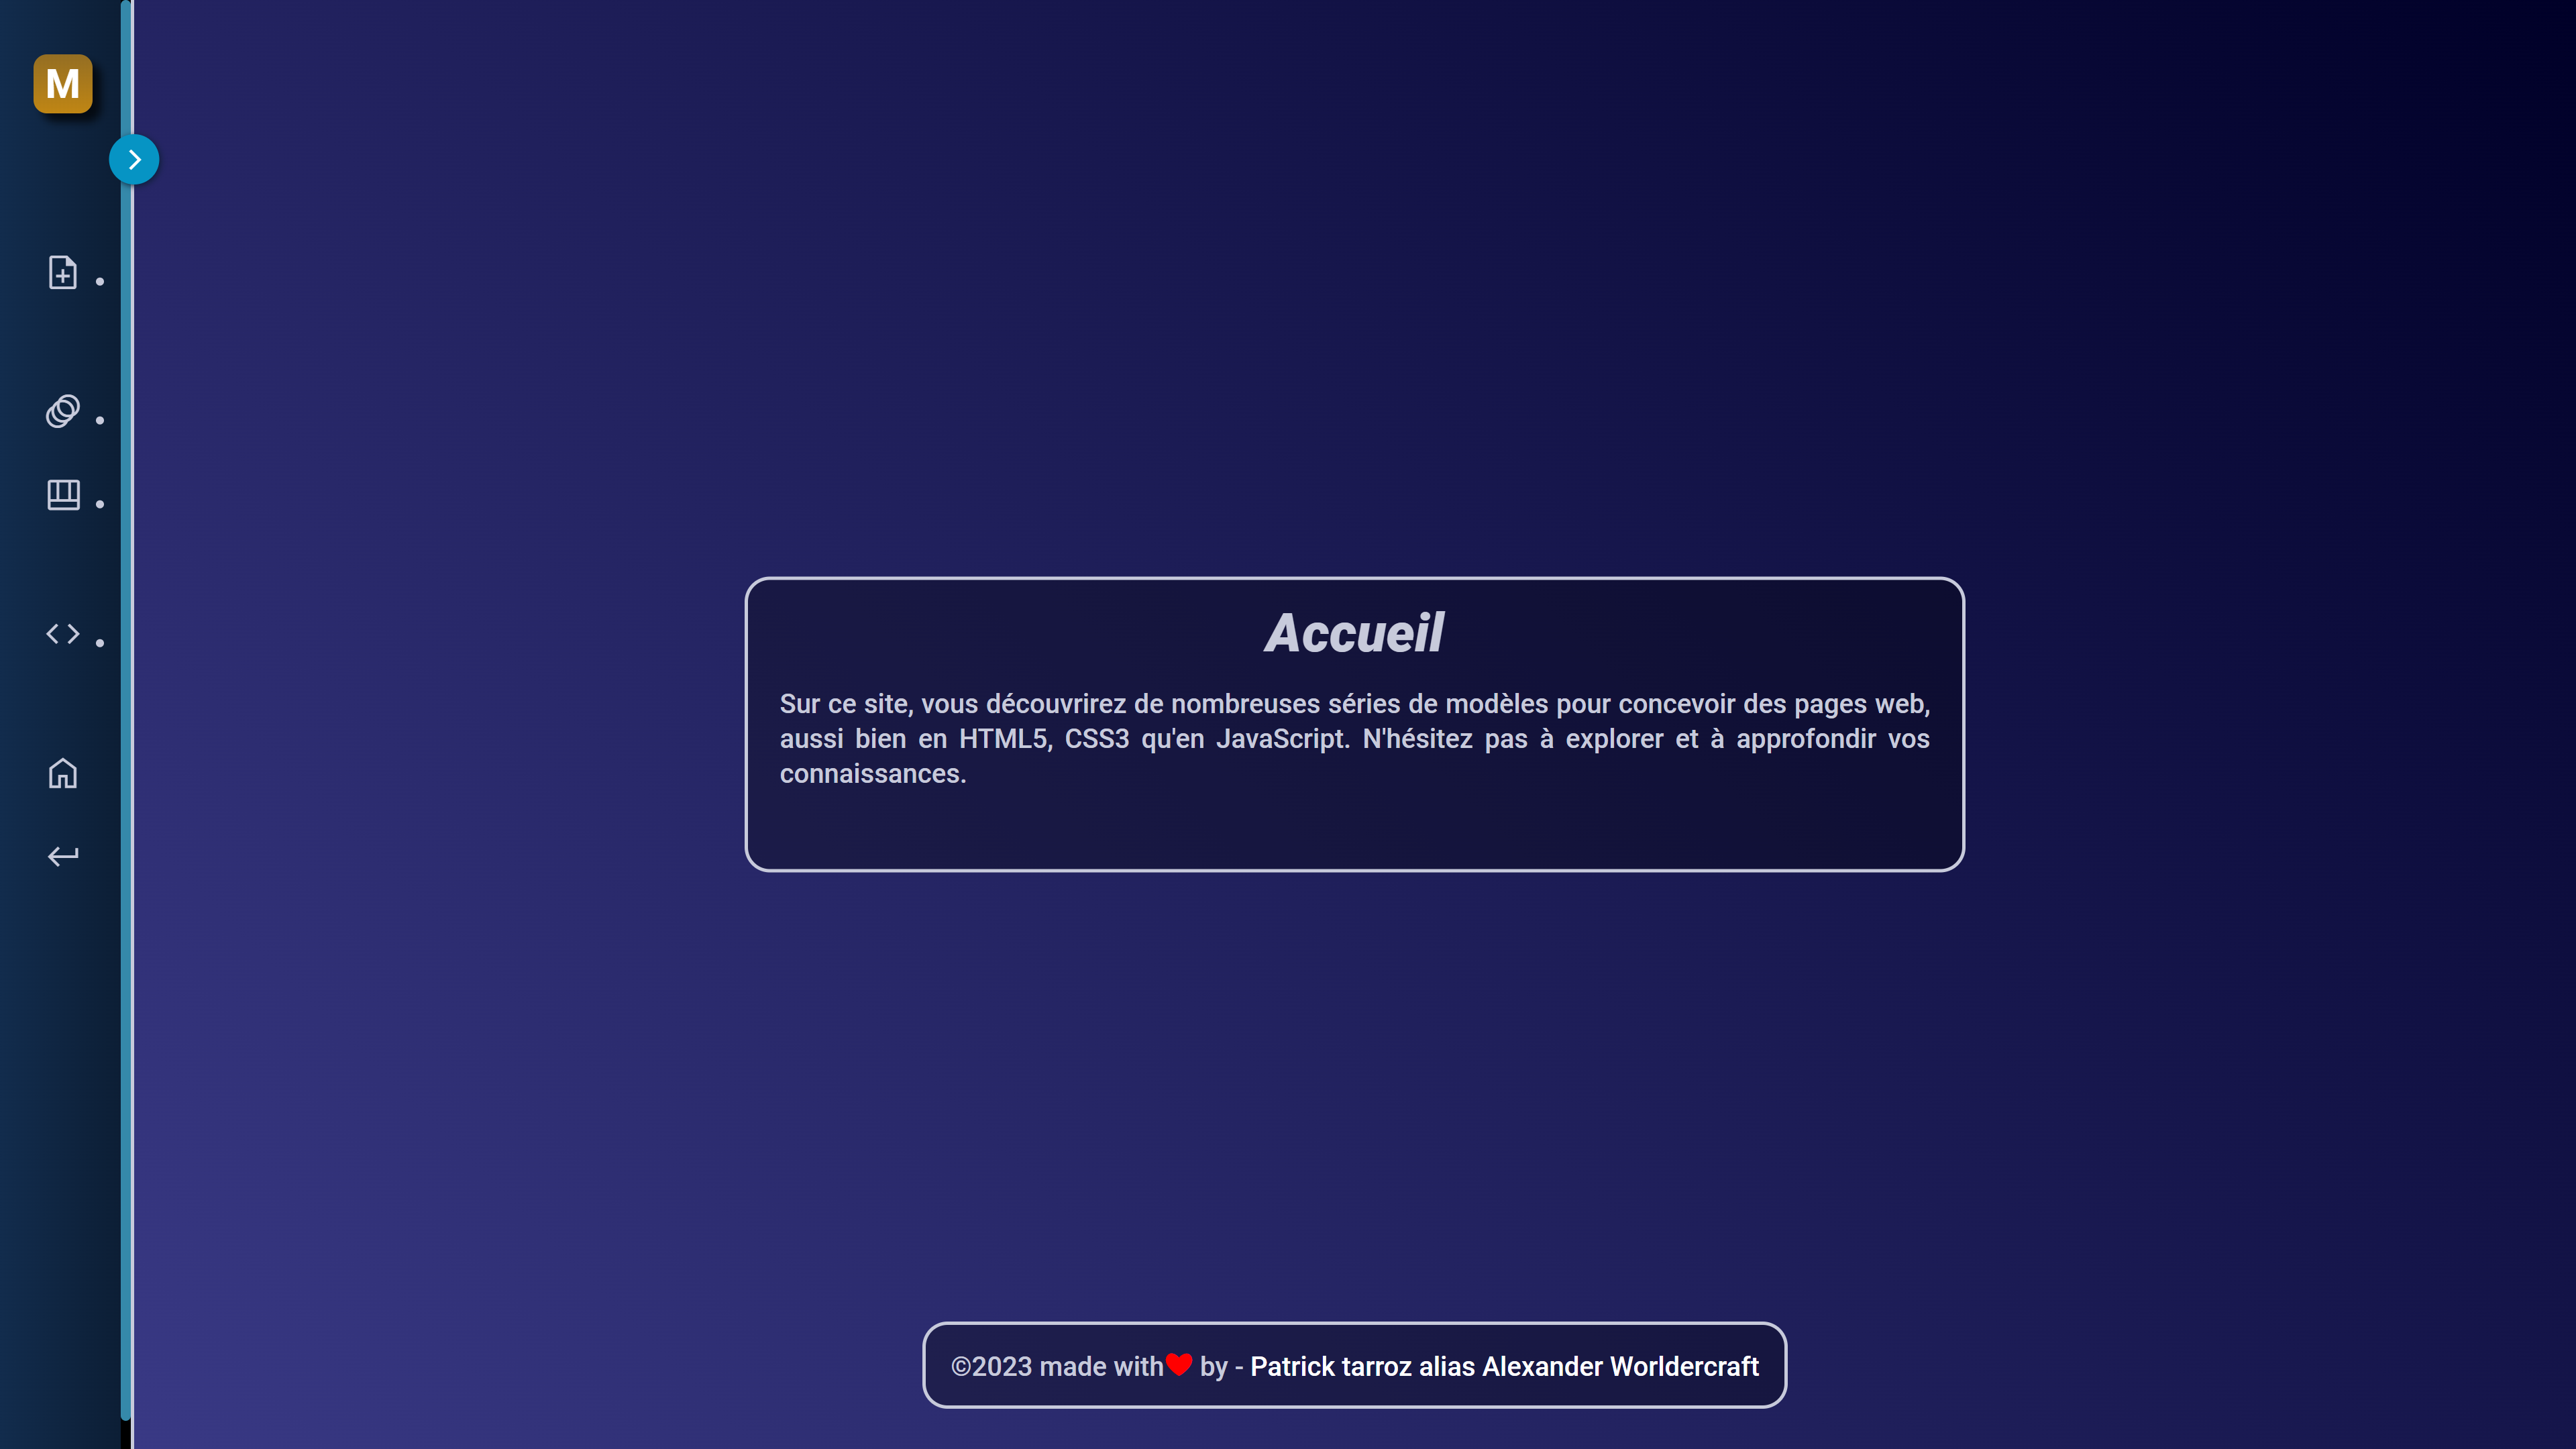 M
Accueil
Sur ce site, vous découvrirez de nombreuses séries de modèles pour concevoir des pages web,
aussi bien en HTML5, CSS3 qu'en JavaScript. N'hésitez pas à explorer et à approfondir vos
connaissances.
©2023 made with❤ by - Patrick tarroz alias Alexander Worldercraft